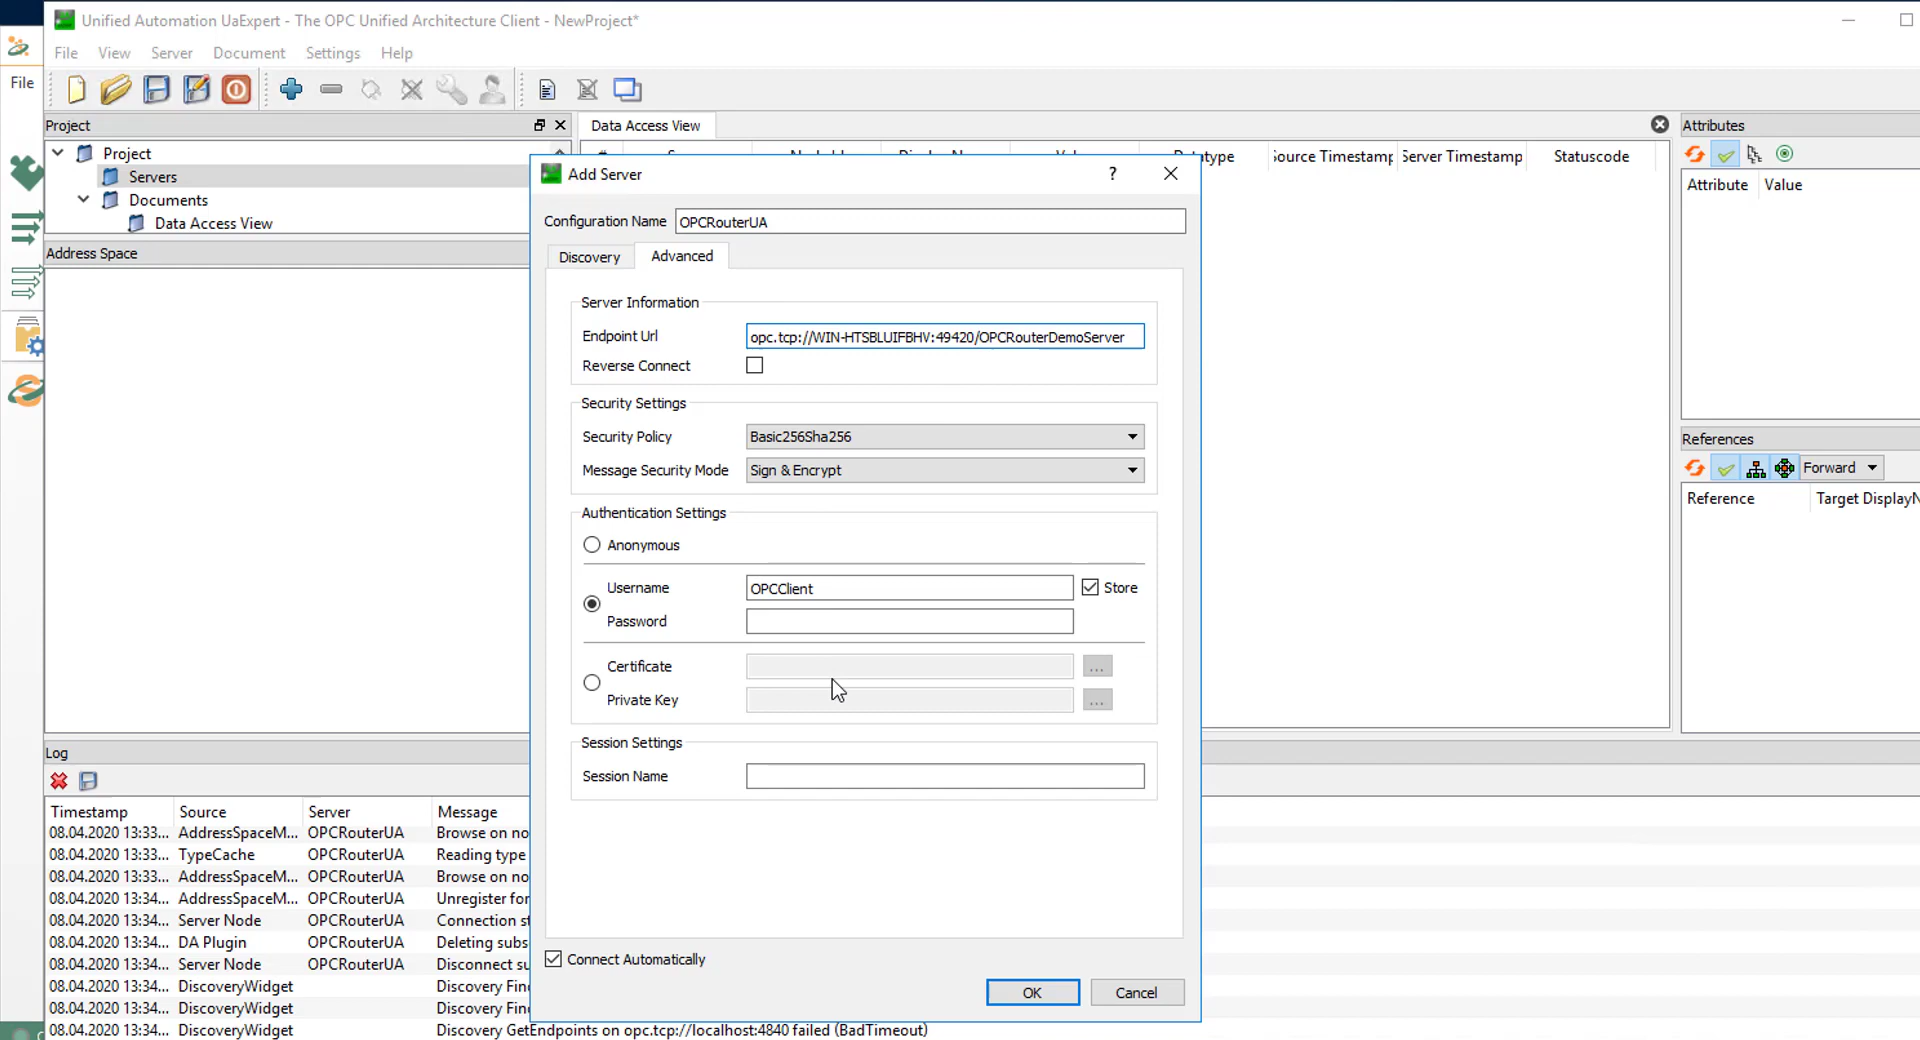 Unified Automation UaExpert - The OPC Unified Architecture Client - NewProject*
File View Server Document Settings Help
File
Project
Data Access View
Attributes
Project
Servers
Documents
Data Access View
Source Timestamp Server Timestamp Statuscode
Attribute Value
Address Space
Add Server ?
Configuration Name OPCRouterUA
Discovery Advanced
Server Information
Endpoint Url opc.tcp://WIN-HTSBLUIFBHV:49420/OPCRouterDemoServer
Reverse Connect
Security Settings
Security Policy Basic256Sha256
Message Security Mode Sign & Encrypt
Authentication Settings
Anonymous
Username OPCClient Store
Password
Certificate ...
Private Key ...
Session Settings
Session Name
Connect Automatically
OK Cancel
References
Forward
Reference Target DisplayN
Log
Timestamp Source Server Message
08.04.2020 13:33... AddressSpaceM... OPCRouterUA Browse on no
08.04.2020 13:33... TypeCache OPCRouterUA Reading type
08.04.2020 13:33... AddressSpaceM... OPCRouterUA Browse on no
08.04.2020 13:34... AddressSpaceM... OPCRouterUA Unregister for
08.04.2020 13:34... Server Node OPCRouterUA Connection st
08.04.2020 13:34... DA Plugin OPCRouterUA Deleting subs
08.04.2020 13:34... Server Node OPCRouterUA Disconnect su
08.04.2020 13:34... DiscoveryWidget Discovery Find
08.04.2020 13:34... DiscoveryWidget Discovery Find
08.04.2020 13:34... DiscoveryWidget Discovery GetEndpoints on opc.tcp://localhost:4840 failed (BadTimeout)